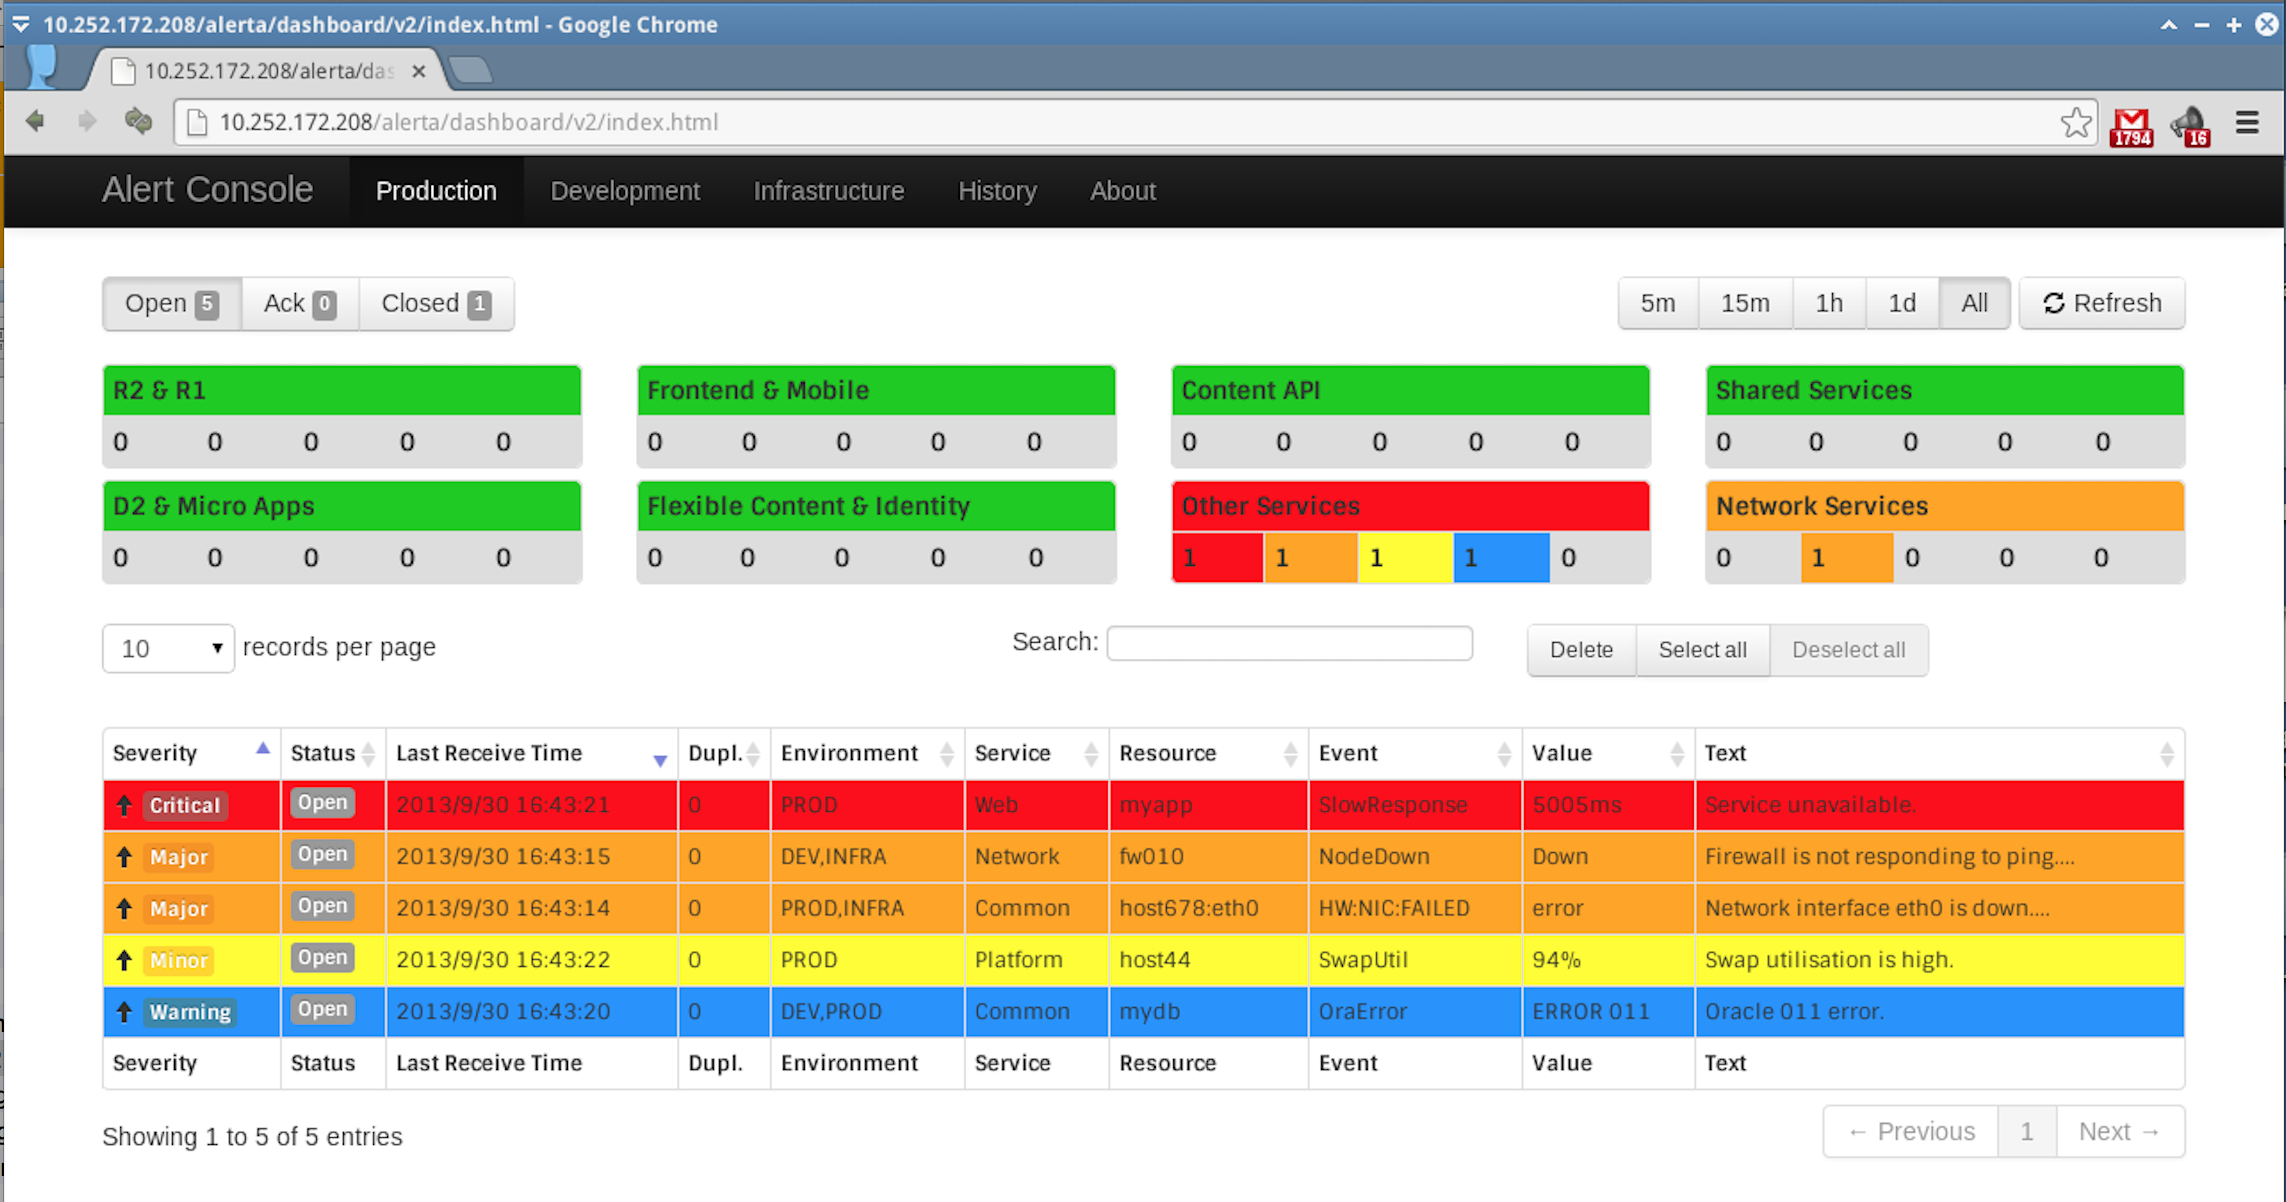 10.252.172.208/alerta/dashboard/v2/index.html - Google Chrome
10.252.172.208/alerta/das
10.252.172.208/alerta/dashboard/v2/index.html
1794 16
Alert Console Production Development Infrastructure History About
Open 5 Ack 0 Closed 1 5m 15m 1h 1d All Refresh
R2 & R1 Frontend & Mobile Content API Shared Services
0 0 0 0 0 0 0 0 0 0 0 0 0 0 0 0 0 0 0 0
D2 & Micro Apps Flexible Content & Identity Other Services Network Services
0 0 0 0 0 0 0 0 0 0 1 1 1 1 0 0 1 0 0 0
10 records per page Search: Delete Select all Deselect all
Severity Status Last Receive Time Dupl. Environment Service Resource Event Value Text
Critical Open 2013/9/30 16:43:21 0 PROD Web myapp SlowResponse 5005ms Service unavailable.
Major Open 2013/9/30 16:43:15 0 DEV,INFRA Network fw010 NodeDown Down Firewall is not responding to ping....
Major Open 2013/9/30 16:43:14 0 PROD,INFRA Common host678:eth0 HW:NIC:FAILED error Network interface eth0 is down....
Minor Open 2013/9/30 16:43:22 0 PROD Platform host44 SwapUtil 94% Swap utilisation is high.
Warning Open 2013/9/30 16:43:20 0 DEV,PROD Common mydb OraError ERROR 011 Oracle 011 error.
Severity Status Last Receive Time Dupl. Environment Service Resource Event Value Text
Showing 1 to 5 of 5 entries ← Previous 1 Next →